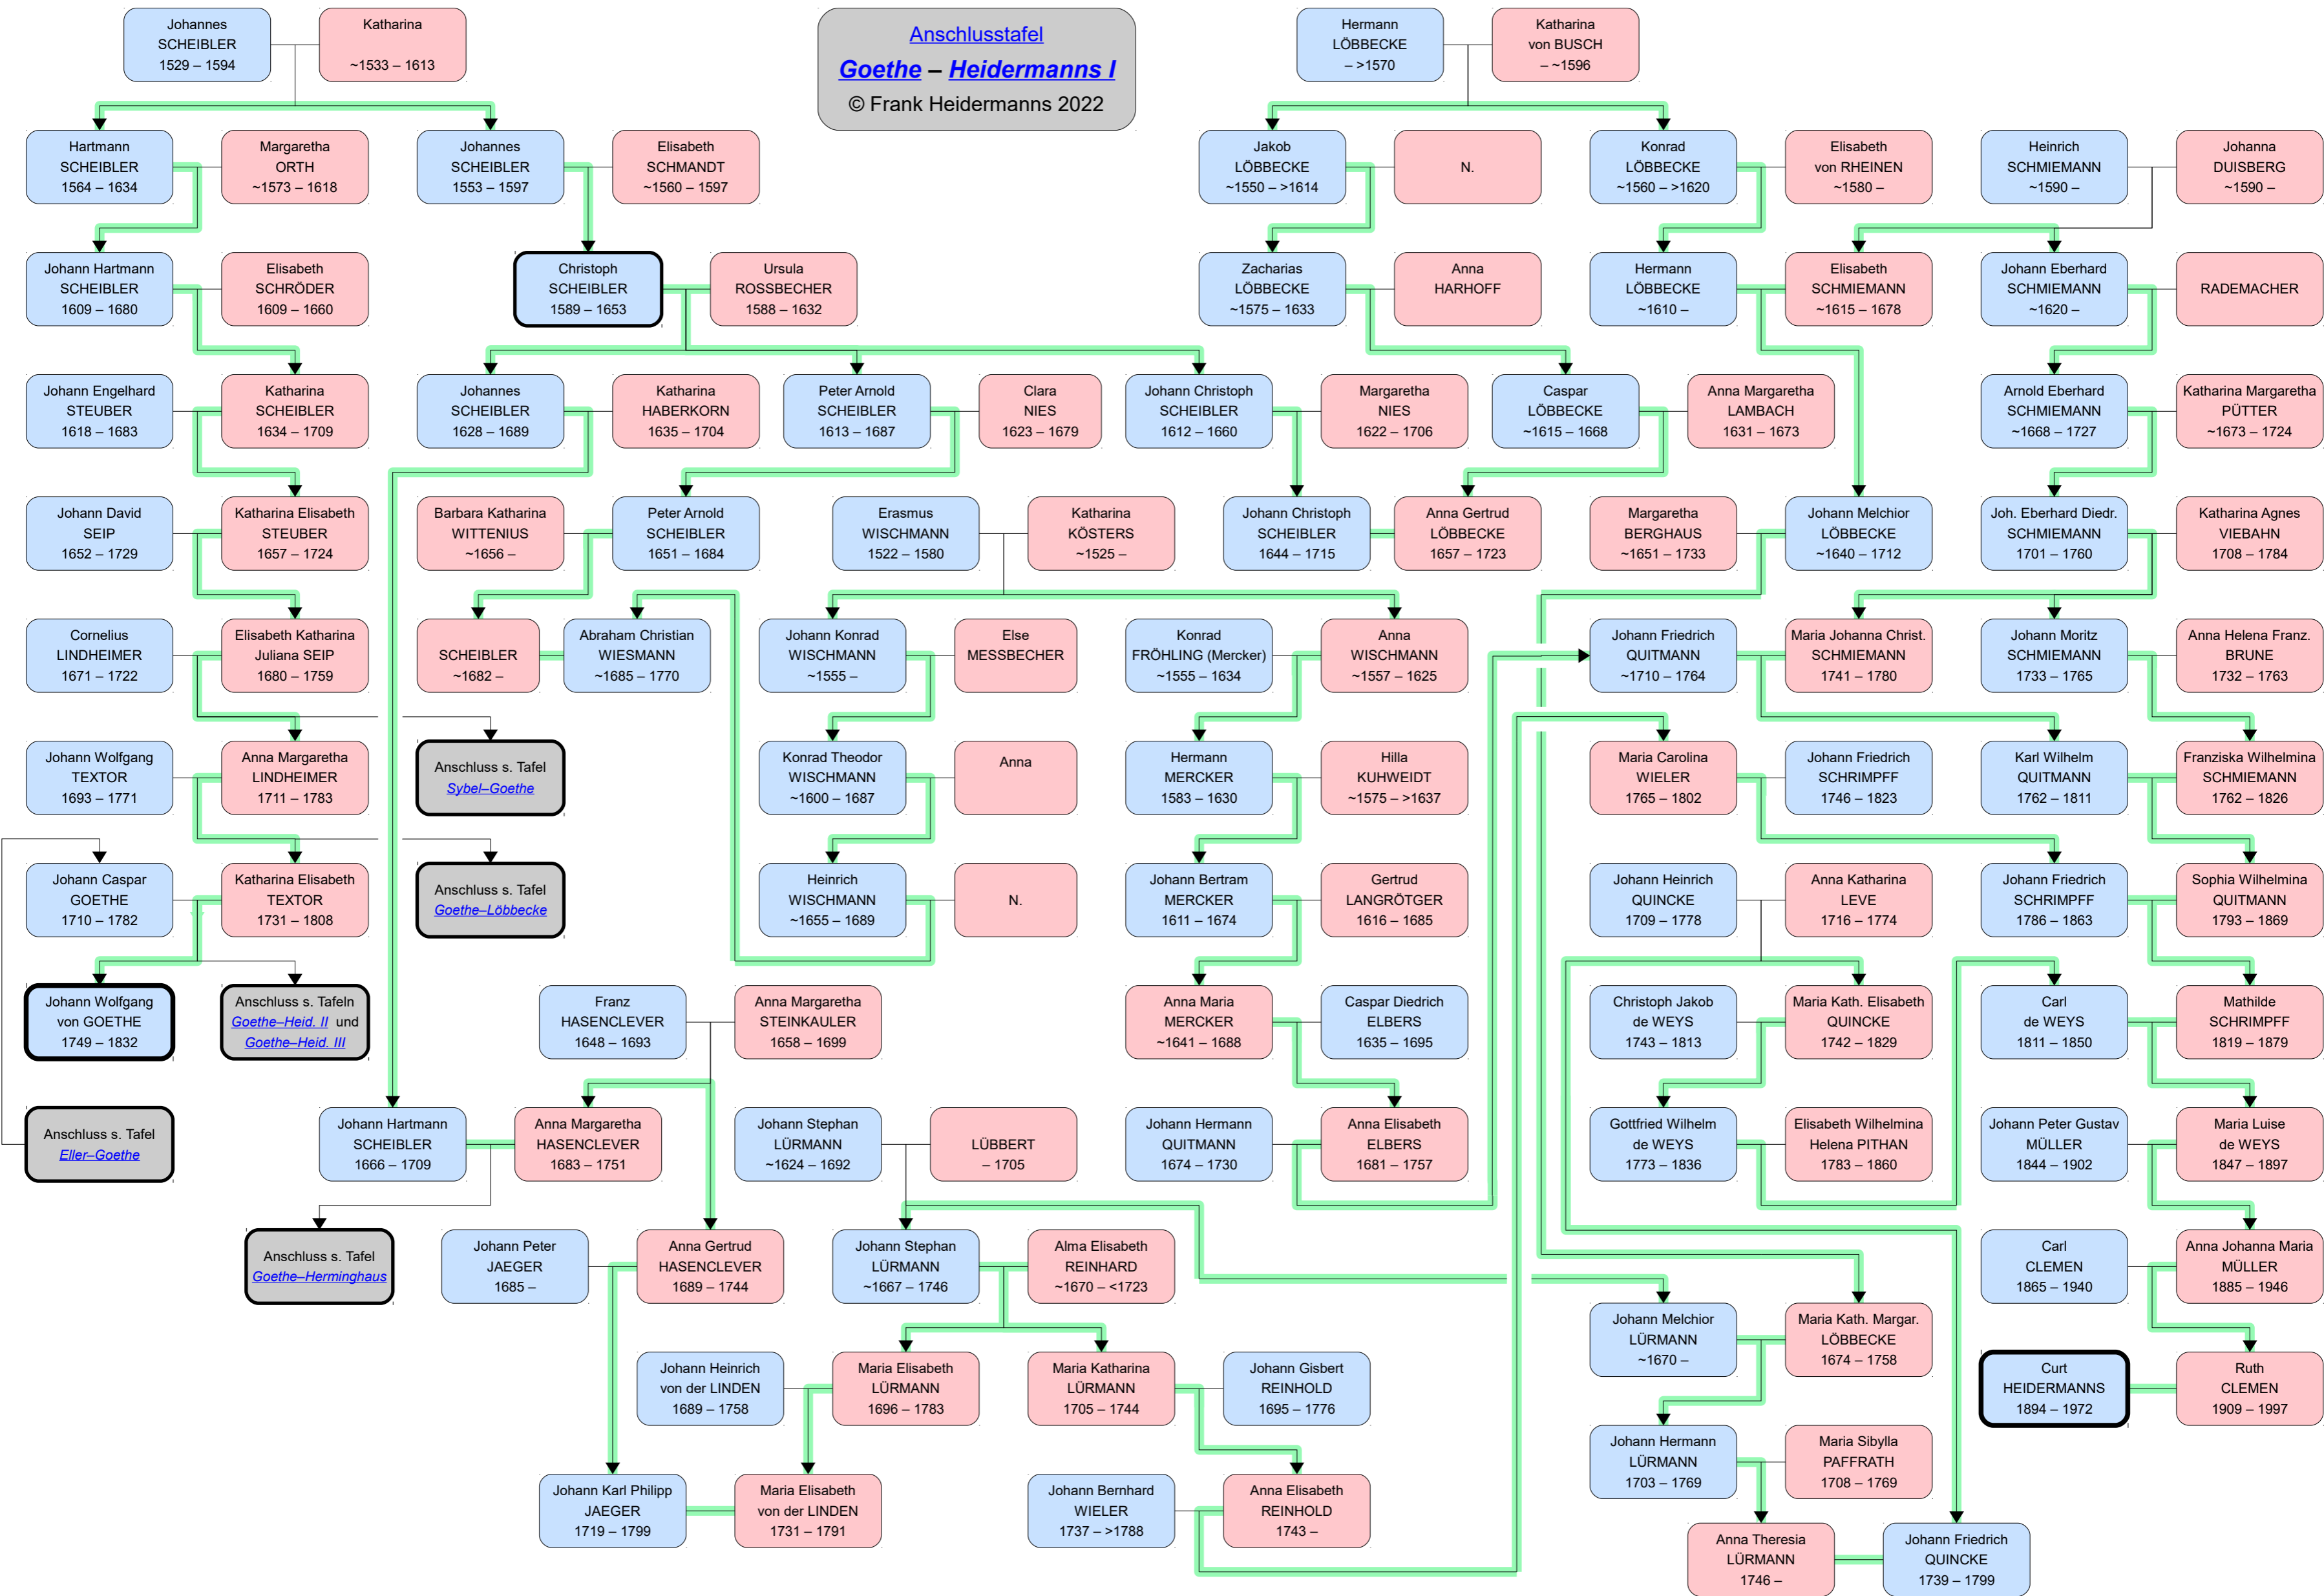 Johannes
SCHEIBLER
1529 – 1594
Katharina
~1533 – 1613
Anschlusstafel
Goethe – Heidermanns I
© Frank Heidermanns 2022
Hermann
LÖBBECKE
– >1570
Katharina
von BUSCH
– ~1596
Hartmann
SCHEIBLER
1564 – 1634
Margaretha
ORTH
~1573 – 1618
Johannes
SCHEIBLER
1553 – 1597
Elisabeth
SCHMANDT
~1560 – 1597
Jakob
LÖBBECKE
~1550 – >1614
N.
Konrad
LÖBBECKE
~1560 – >1620
Elisabeth
von RHEINEN
~1580 –
Heinrich
SCHMIEMANN
~1590 –
Johanna
DUISBERG
~1590 –
Johann Hartmann
SCHEIBLER
1609 – 1680
Elisabeth
SCHRÖDER
1609 – 1660
Christoph
SCHEIBLER
1589 – 1653
Ursula
ROSSBECHER
1588 – 1632
Zacharias
LÖBBECKE
~1575 – 1633
Anna
HARHOFF
Hermann
LÖBBECKE
~1610 –
Elisabeth
SCHMIEMANN
~1615 – 1678
Johann Eberhard
SCHMIEMANN
~1620 –
RADEMACHER
Johann Engelhard
STEUBER
1618 – 1683
Katharina
SCHEIBLER
1634 – 1709
Johannes
SCHEIBLER
1628 – 1689
Katharina
HABERKORN
1635 – 1704
Peter Arnold
SCHEIBLER
1613 – 1687
Clara
NIES
1623 – 1679
Johann Christoph
SCHEIBLER
1612 – 1660
Margaretha
NIES
1622 – 1706
Caspar
LÖBBECKE
~1615 – 1668
Anna Margaretha
LAMBACH
1631 – 1673
Arnold Eberhard
SCHMIEMANN
~1668 – 1727
Katharina Margaretha
PÜTTER
~1673 – 1724
Johann David
SEIP
1652 – 1729
Katharina Elisabeth
STEUBER
1657 – 1724
Barbara Katharina
WITTENIUS
~1656 –
Peter Arnold
SCHEIBLER
1651 – 1684
Erasmus
WISCHMANN
1522 – 1580
Katharina
KÖSTERS
~1525 –
Johann Christoph
SCHEIBLER
1644 – 1715
Anna Gertrud
LÖBBECKE
1657 – 1723
Margaretha
BERGHAUS
~1651 – 1733
Johann Melchior
LÖBBECKE
~1640 – 1712
Joh. Eberhard Diedr.
SCHMIEMANN
1701 – 1760
Katharina Agnes
VIEBAHN
1708 – 1784
Cornelius
LINDHEIMER
1671 – 1722
Elisabeth Katharina
Juliana SEIP
1680 – 1759
SCHEIBLER
~1682 –
Abraham Christian
WIESMANN
~1685 – 1770
Johann Konrad
WISCHMANN
~1555 –
Else
MESSBECHER
Konrad
FRÖHLING (Mercker)
~1555 – 1634
Anna
WISCHMANN
~1557 – 1625
Johann Friedrich
QUITMANN
~1710 – 1764
Maria Johanna Christ.
SCHMIEMANN
1741 – 1780
Johann Moritz
SCHMIEMANN
1733 – 1765
Anna Helena Franz.
BRUNE
1732 – 1763
Johann Wolfgang
TEXTOR
1693 – 1771
Anna Margaretha
LINDHEIMER
1711 – 1783
Anschluss s. Tafel
Sybel–Goethe
Konrad Theodor
WISCHMANN
~1600 – 1687
Anna
Hermann
MERCKER
1583 – 1630
Hilla
KUHWEIDT
~1575 – >1637
Maria Carolina
WIELER
1765 – 1802
Johann Friedrich
SCHRIMPFF
1746 – 1823
Karl Wilhelm
QUITMANN
1762 – 1811
Franziska Wilhelmina
SCHMIEMANN
1762 – 1826
Johann Caspar
GOETHE
1710 – 1782
Katharina Elisabeth
TEXTOR
1731 – 1808
Anschluss s. Tafel
Goethe–Löbbecke
Heinrich
WISCHMANN
~1655 – 1689
N.
Johann Bertram
MERCKER
1611 – 1674
Gertrud
LANGRÖTGER
1616 – 1685
Johann Heinrich
QUINCKE
1709 – 1778
Anna Katharina
LEVE
1716 – 1774
Johann Friedrich
SCHRIMPFF
1786 – 1863
Sophia Wilhelmina
QUITMANN
1793 – 1869
Johann Wolfgang
von GOETHE
1749 – 1832
Anschluss s. Tafeln
Goethe–Heid. II und
Goethe–Heid. III
Franz
HASENCLEVER
1648 – 1693
Anna Margaretha
STEINKAULER
1658 – 1699
Anna Maria
MERCKER
~1641 – 1688
Caspar Diedrich
ELBERS
1635 – 1695
Christoph Jakob
de WEYS
1743 – 1813
Maria Kath. Elisabeth
QUINCKE
1742 – 1829
Carl
de WEYS
1811 – 1850
Mathilde
SCHRIMPFF
1819 – 1879
Anschluss s. Tafel
Eller–Goethe
Johann Hartmann
SCHEIBLER
1666 – 1709
Anna Margaretha
HASENCLEVER
1683 – 1751
Johann Stephan
LÜRMANN
~1624 – 1692
LÜBBERT
– 1705
Johann Hermann
QUITMANN
1674 – 1730
Anna Elisabeth
ELBERS
1681 – 1757
Gottfried Wilhelm
de WEYS
1773 – 1836
Elisabeth Wilhelmina
Helena PITHAN
1783 – 1860
Johann Peter Gustav
MÜLLER
1844 – 1902
Maria Luise
de WEYS
1847 – 1897
Anschluss s. Tafel
Goethe–Herminghaus
Johann Peter
JAEGER
1685 –
Anna Gertrud
HASENCLEVER
1689 – 1744
Johann Stephan
LÜRMANN
~1667 – 1746
Alma Elisabeth
REINHARD
~1670 – <1723
Carl
CLEMEN
1865 – 1940
Anna Johanna Maria
MÜLLER
1885 – 1946
Johann Melchior
LÜRMANN
~1670 –
Maria Kath. Margar.
LÖBBECKE
1674 – 1758
Johann Heinrich
von der LINDEN
1689 – 1758
Maria Elisabeth
LÜRMANN
1696 – 1783
Maria Katharina
LÜRMANN
1705 – 1744
Johann Gisbert
REINHOLD
1695 – 1776
Curt
HEIDERMANNS
1894 – 1972
Ruth
CLEMEN
1909 – 1997
Johann Hermann
LÜRMANN
1703 – 1769
Maria Sibylla
PAFFRATH
1708 – 1769
Johann Karl Philipp
JAEGER
1719 – 1799
Maria Elisabeth
von der LINDEN
1731 – 1791
Johann Bernhard
WIELER
1737 – >1788
Anna Elisabeth
REINHOLD
1743 –
Anna Theresia
LÜRMANN
1746 –
Johann Friedrich
QUINCKE
1739 – 1799